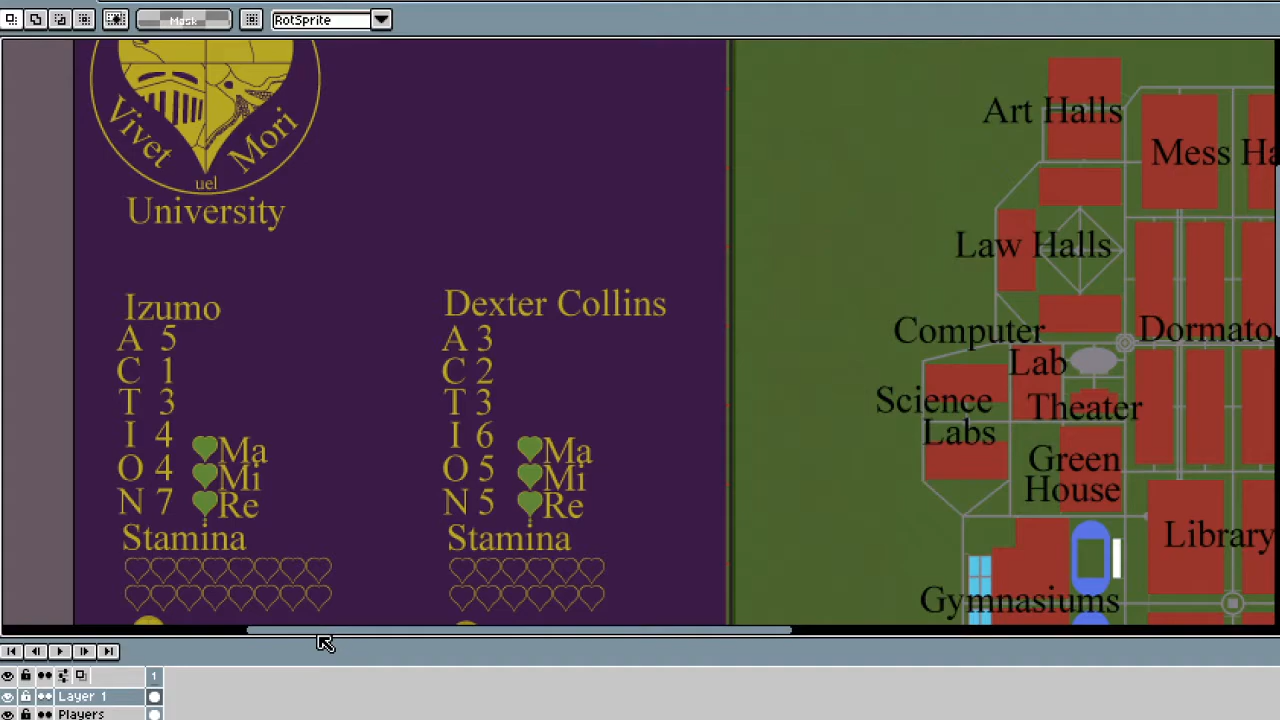 Mask
RotSprite
Vivet Mori
uel
University
Izumo
A 5
C 1
T 3
I 4
O 4
N 7
Ma
Mi
Re
Stamina
Dexter Collins
A 3
C 2
T 3
I 6
O 5
N 5
Ma
Mi
Re
Stamina
Art Halls
Mess Ha
Law Halls
Computer
Lab
Dormato
Science
Labs
Theater
Green
House
Library
Gymnasiums
1
Layer 1
Players